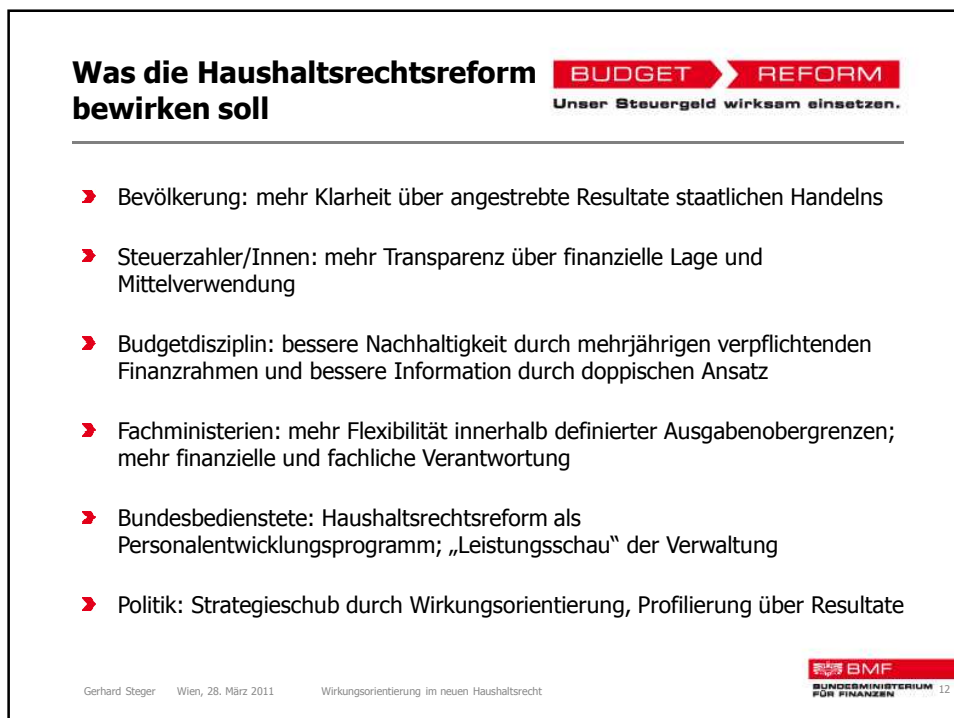 Was die Haushaltsrechtsreform
bewirken soll
BUDGET REFORM
Unser Steuergeld wirksam einsetzen.
Bevölkerung: mehr Klarheit über angestrebte Resultate staatlichen Handelns
Steuerzahler/Innen: mehr Transparenz über finanzielle Lage und
Mittelverwendung
Budgetdisziplin: bessere Nachhaltigkeit durch mehrjährigen verpflichtenden
Finanzrahmen und bessere Information durch doppischen Ansatz
Fachministerien: mehr Flexibilität innerhalb definierter Ausgabenobergrenzen;
mehr finanzielle und fachliche Verantwortung
Bundesbedienstete: Haushaltsrechtsreform als
Personalentwicklungsprogramm; „Leistungsschau“ der Verwaltung
Politik: Strategieschub durch Wirkungsorientierung, Profilierung über Resultate
Gerhard Steger Wien, 28. März 2011 Wirkungsorientierung im neuen Haushaltsrecht
BMF
BUNDESMINISTERIUM
FÜR FINANZEN
12